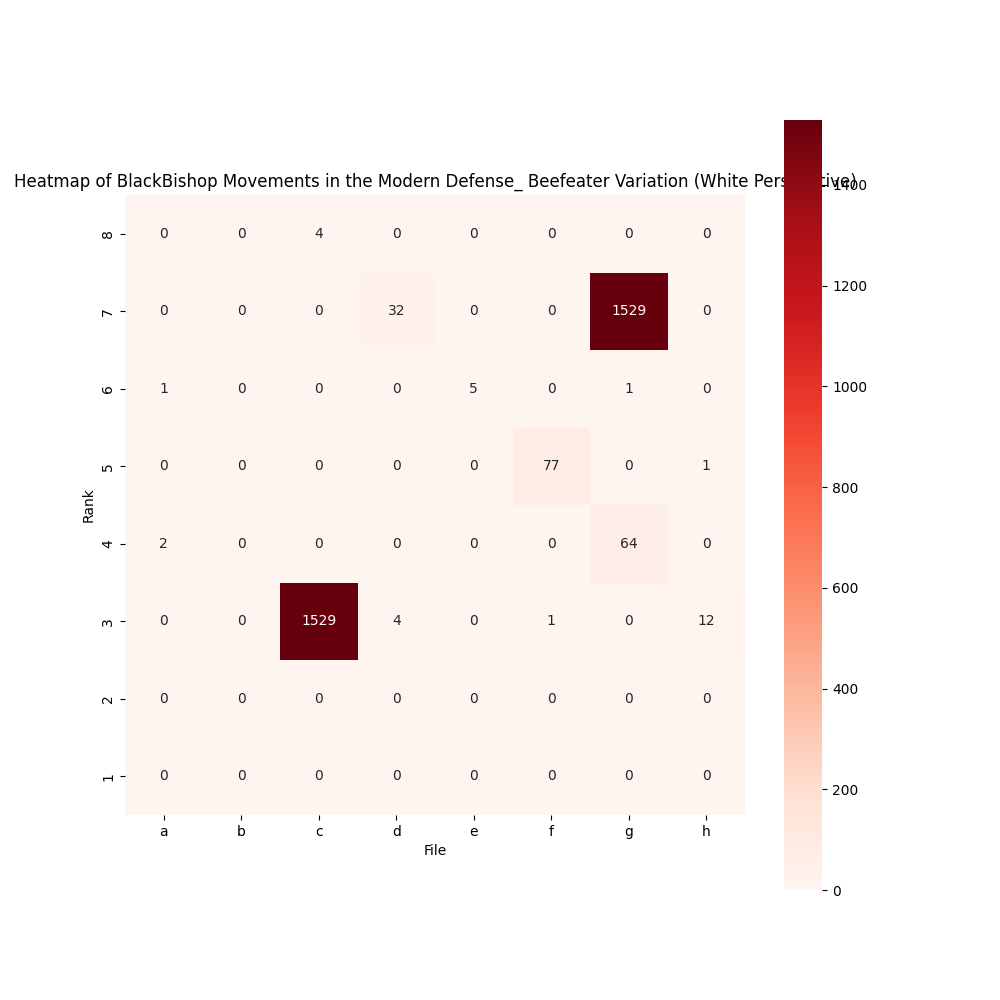 Heatmap of BlackBishop Movements in the Modern Defense_ Beefeater Variation (White Perspective)
1400
1200
1000
800
600
400
200
0
Rank
8 0 0 4 0 0 0 0 0
7 0 0 0 32 0 0 1529 0
6 1 0 0 0 5 0 1 0
5 0 0 0 0 0 77 0 1
4 2 0 0 0 0 0 64 0
3 0 0 1529 4 0 1 0 12
2 0 0 0 0 0 0 0 0
1 0 0 0 0 0 0 0 0
a b c d e f g h
File